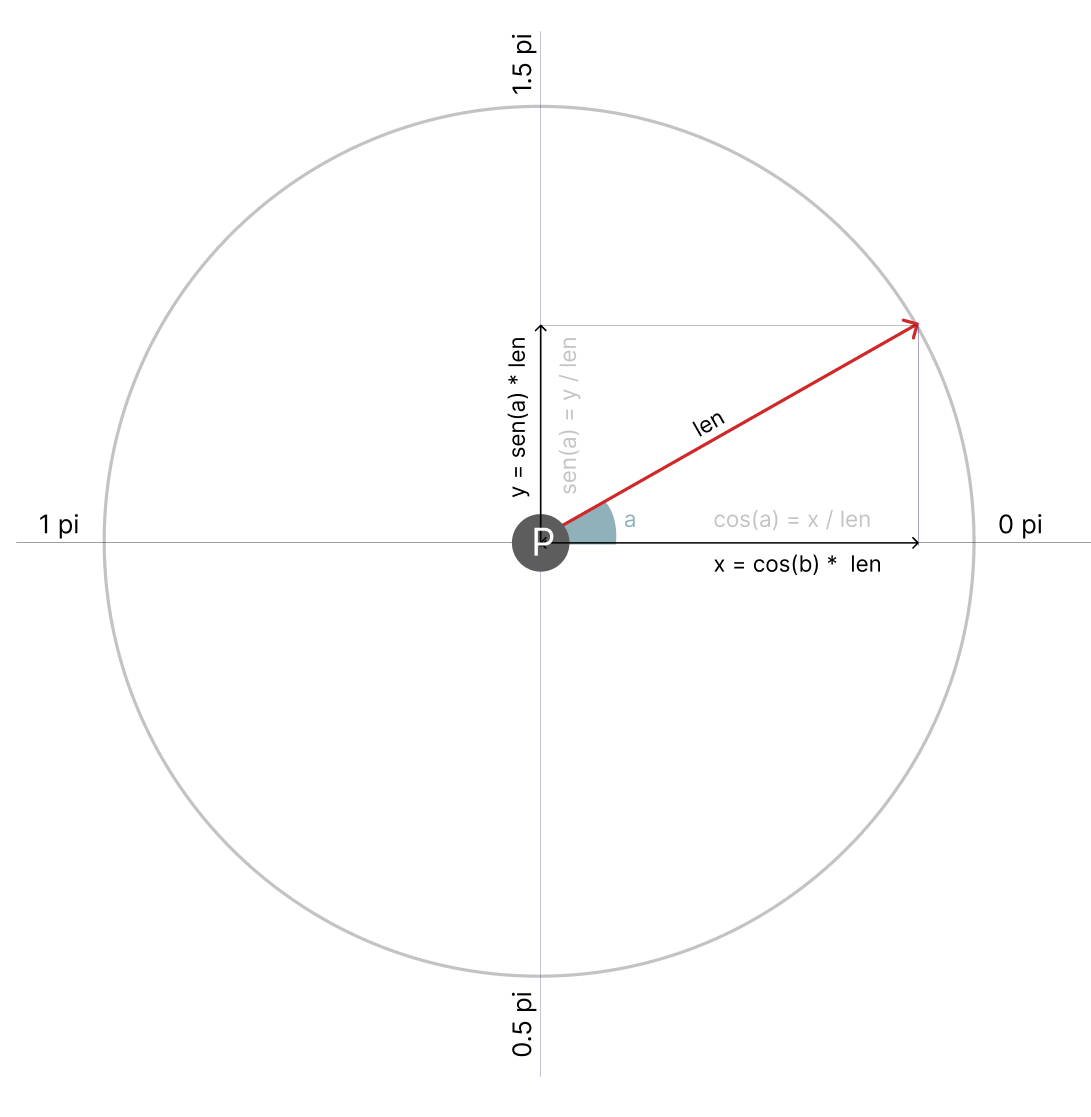 1.5 pi
y = sen(a) * len
sen(a) = y / len
len
1 pi
P
a
cos(a) = x / len
0 pi
x = cos(b) *  len
0.5 pi